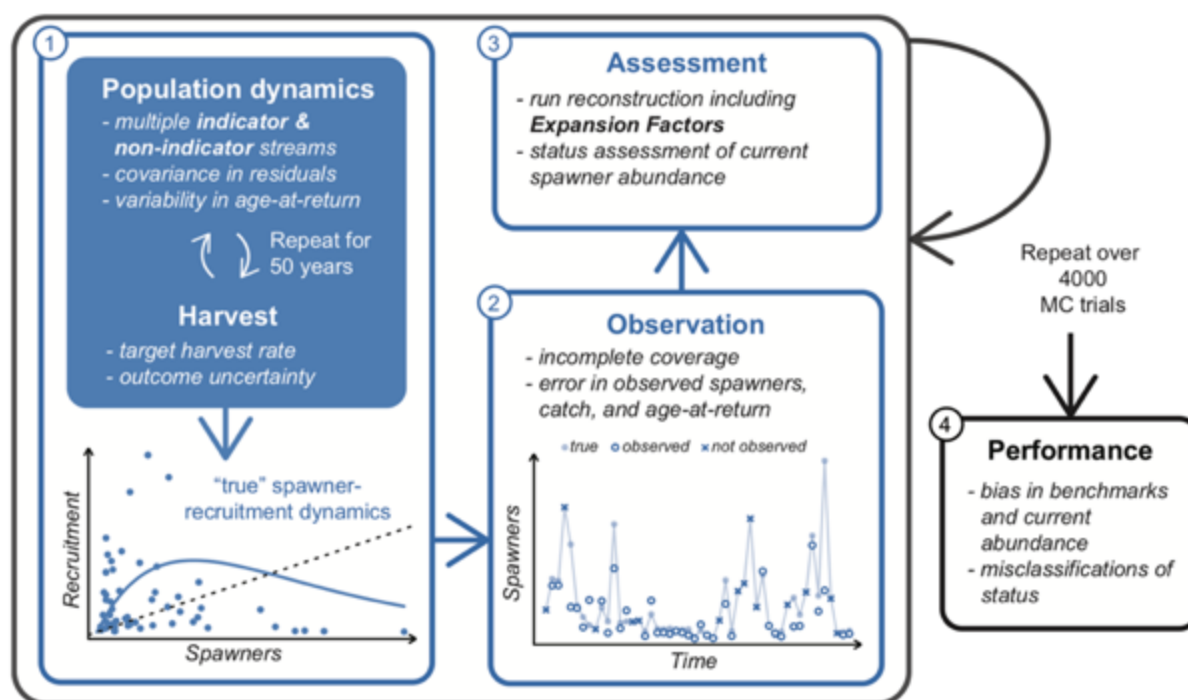 1
Population dynamics
- multiple indicator &
non-indicator streams
- covariance in residuals
- variability in age-at-return
Repeat for
50 years
Harvest
- target harvest rate
- outcome uncertainty
"true" spawner-
recruitment dynamics
Recruitment
Spawners
3
Assessment
- run reconstruction including
Expansion Factors
- status assessment of current
spawner abundance
2
Observation
- incomplete coverage
- error in observed spawners,
catch, and age-at-return
true observed not observed
Spawners
Time
Repeat over
4000
MC trials
4
Performance
- bias in benchmarks
and current
abundance
- misclassifications of
status